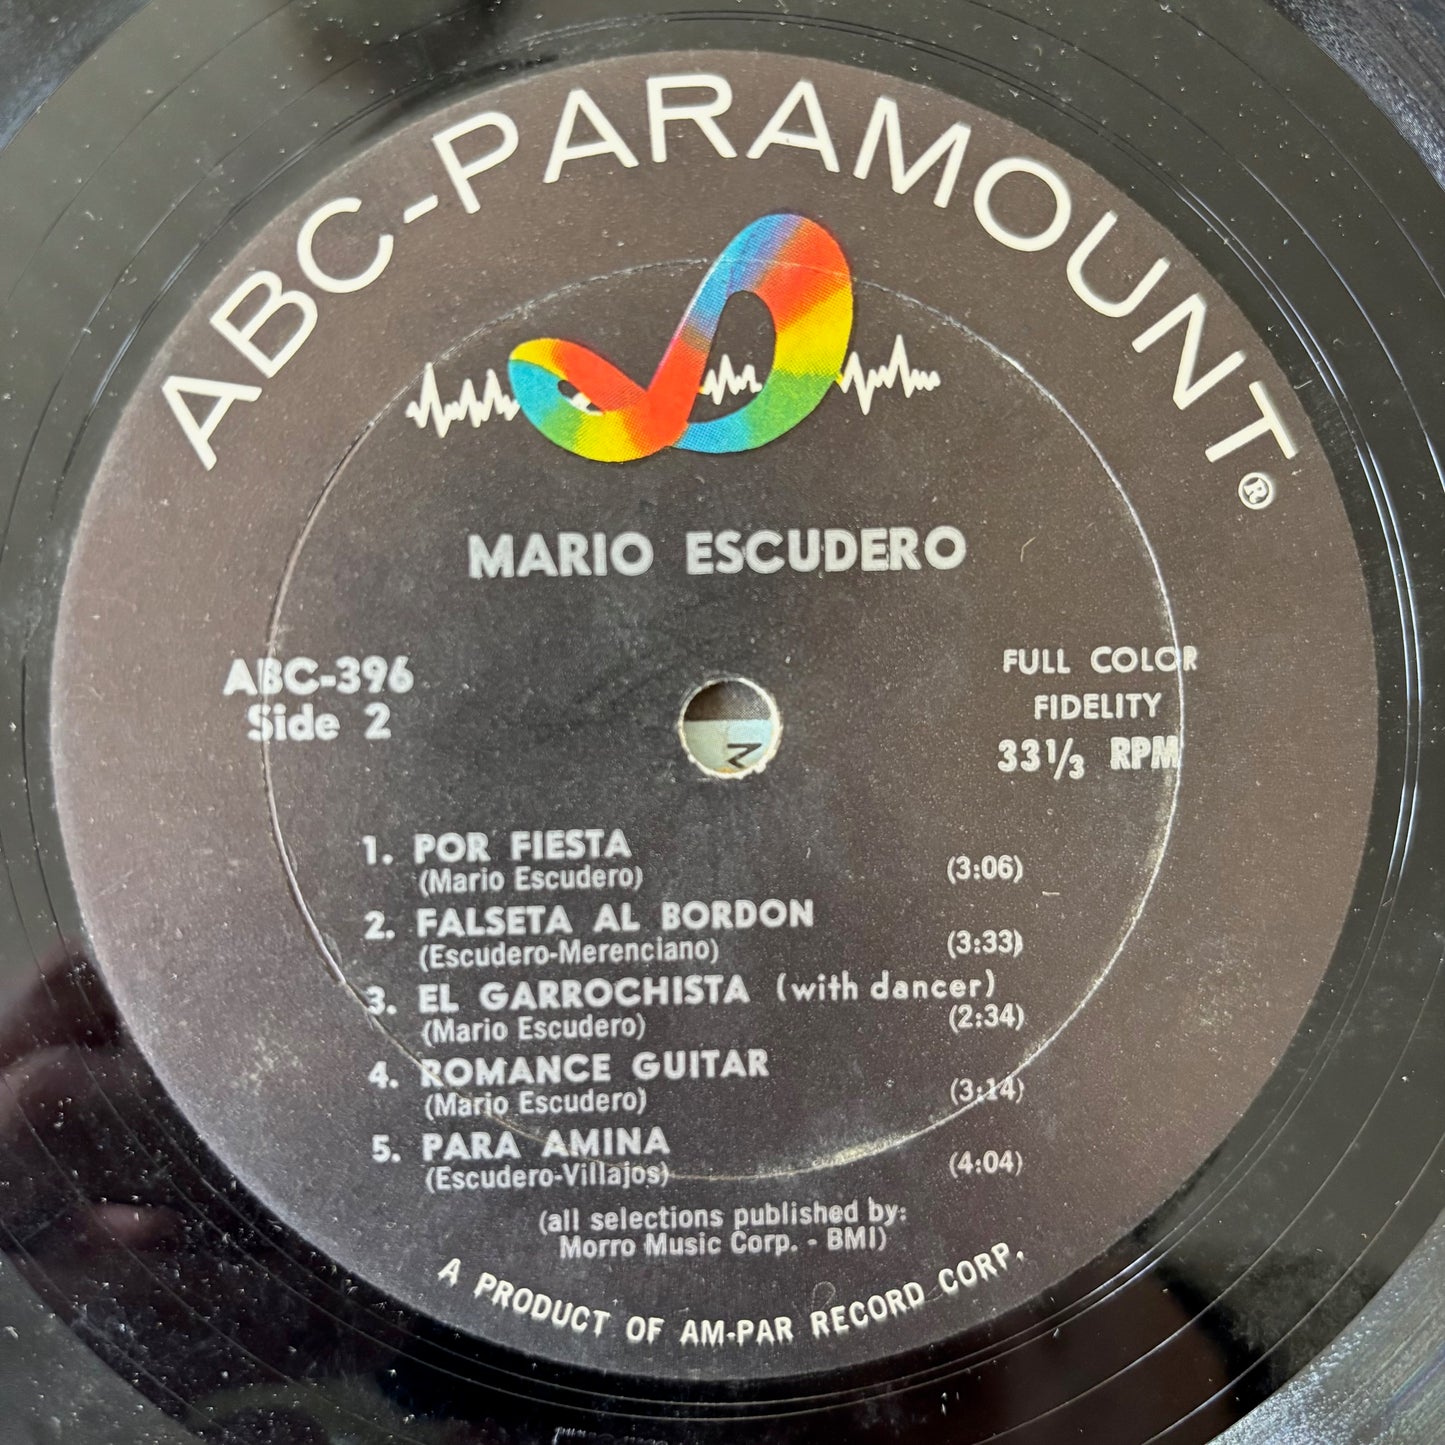 ABC-PARAMOUNT®
MARIO ESCUDERO
ABC-396
Side 2
FULL COLOR
FIDELITY
33 1/3 RPM
1. POR FIESTA
(Mario Escudero) (3:06)
2. FALSETA AL BORDON
(Escudero-Merenciano) (3:33)
3. EL GARROCHISTA (with dancer)
(Mario Escudero) (2:34)
4. ROMANCE GUITAR
(Mario Escudero) (3:14)
5. PARA AMINA
(Escudero-Villajos) (4:04)
(all selections published by:
Morro Music Corp. - BMI)
A PRODUCT OF AM-PAR RECORD CORP.